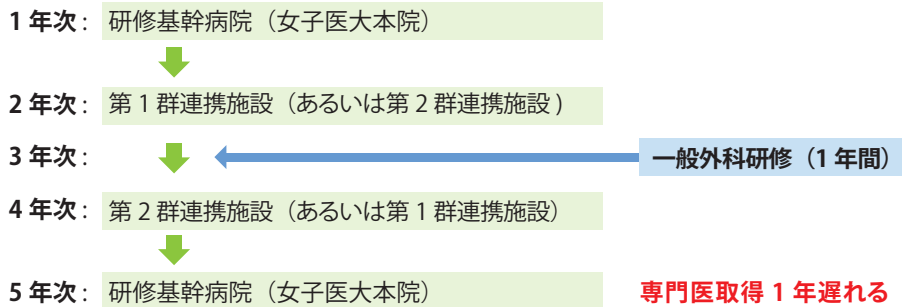 1 年次 : 研修基幹病院（女子医大本院）
2 年次 : 第 1 群連携施設（あるいは第 2 群連携施設 )
3 年次 : 一般外科研修（1 年間）
4 年次 : 第 2 群連携施設（あるいは第 1 群連携施設）
5 年次 : 研修基幹病院（女子医大本院） 専門医取得 1 年遅れる